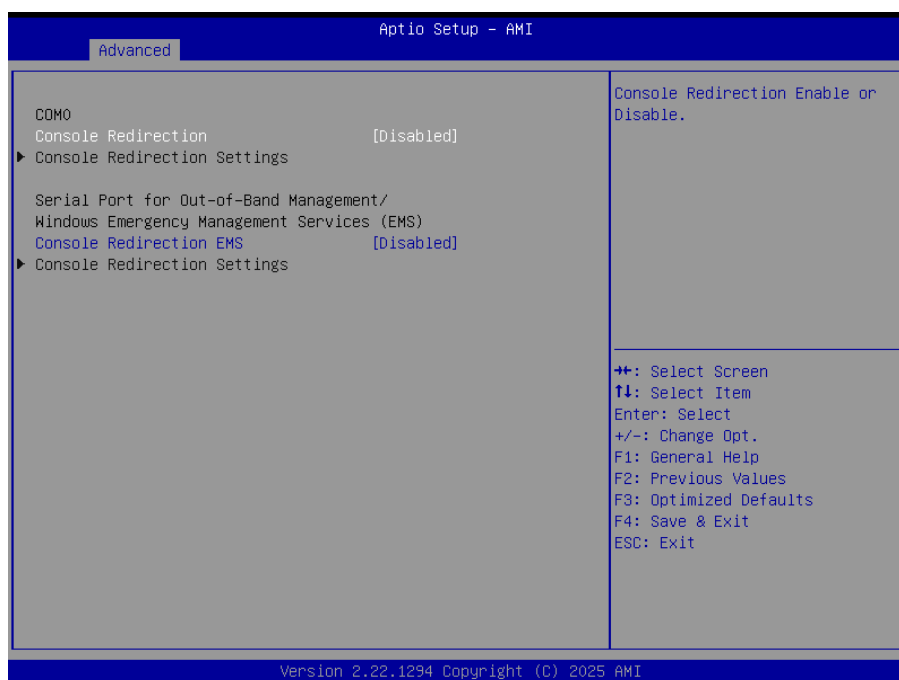 Aptio Setup – AMI
Advanced
COM0
Console Redirection [Disabled]
Console Redirection Settings
Serial Port for Out-of-Band Management/
Windows Emergency Management Services (EMS)
Console Redirection EMS [Disabled]
Console Redirection Settings
Console Redirection Enable or
Disable.
→←: Select Screen
↑↓: Select Item
Enter: Select
+/-: Change Opt.
F1: General Help
F2: Previous Values
F3: Optimized Defaults
F4: Save & Exit
ESC: Exit
Version 2.22.1294 Copyright (C) 2025 AMI